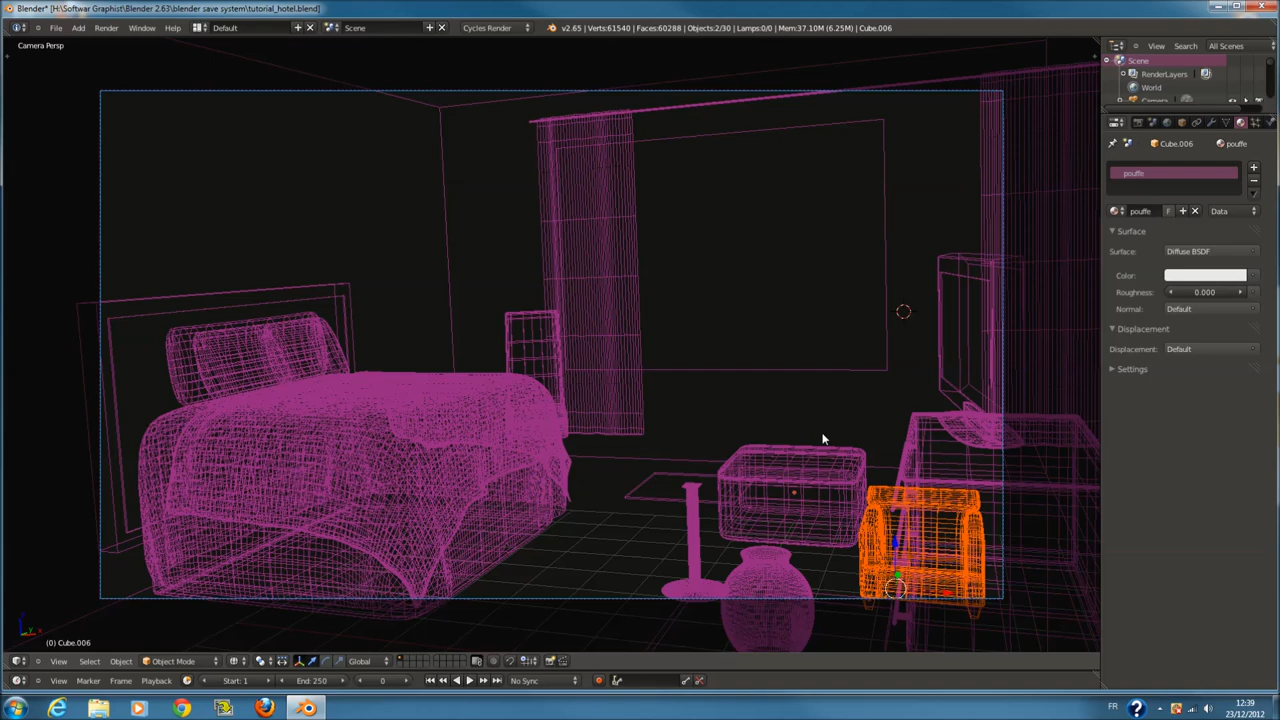 Blender* [H:\Softwar Graphist\Blender 2.63\blender save system\tutorial_hotel.blend]
File Add Render Window Help Default Scene Cycles Render v2.65 | Verts:61540 | Faces:60288 | Objects:2/30 | Lamps:0/0 | Mem:37.10M (6.25M) | Cube.006
Camera Persp
View Search All Scenes
Scene
RenderLayers
World
Camera
Cube.006 pouffe
pouffe
pouffe F Data
Surface
Surface: Diffuse BSDF
Color:
Roughness: 0.000
Normal: Default
Displacement
Displacement: Default
Settings
(0) Cube.006
View Select Object Object Mode Global
View Marker Frame Playback Start: 1 End: 250 0 No Sync
FR
12:39
23/12/2012